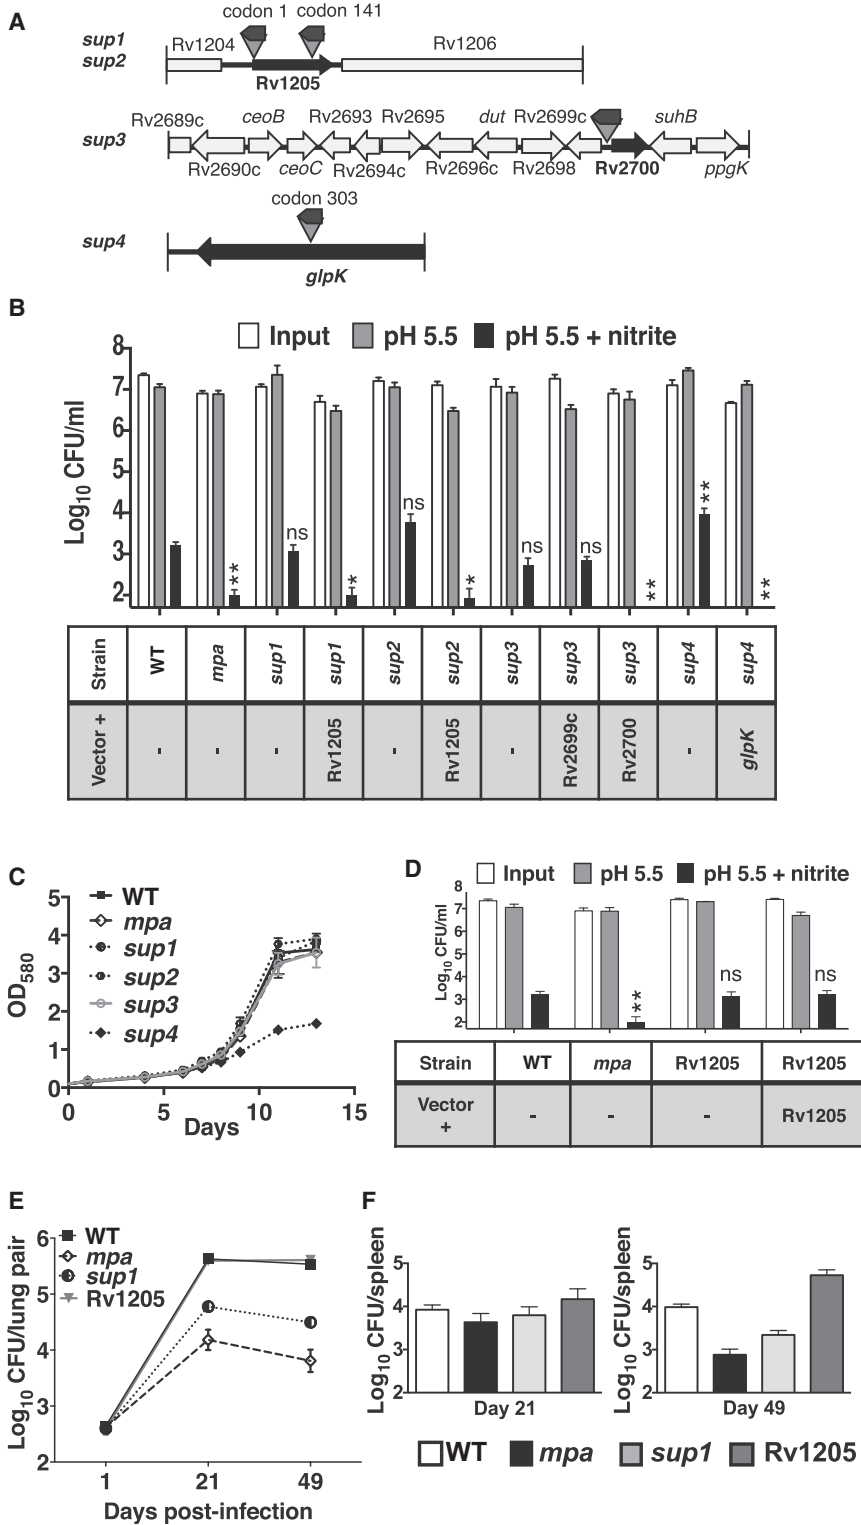 A
codon 1 codon 141
sup1
Rv1204 Rv1206
sup2
Rv1205
Rv2689c ceoB Rv2693 Rv2695 dut Rv2699c suhB
sup3
Rv2690c ceoC Rv2694c Rv2696c Rv2698 Rv2700 ppgK
codon 303
sup4
glpK
B
Input pH 5.5 pH 5.5 + nitrite
Log10 CFU/ml
8
7
6
5
4
3
2
** ns * ns * ns ns ** ** **
Strain WT mpa sup1 sup1 sup2 sup2 sup3 sup3 sup3 sup4 sup4
Vector + - - - Rv1205 - Rv1205 - Rv2699c Rv2700 - glpK
C
OD580
5
4
3
2
1
0
WT
mpa
sup1
sup2
sup3
sup4
0 5 10 15
Days
D
Input pH 5.5 pH 5.5 + nitrite
Log10 CFU/ml
8
7
6
5
4
3
2
** ns ns
Strain WT mpa Rv1205 Rv1205
Vector
+ - - - Rv1205
E
Log10 CFU/lung pair
6
5
4
3
2
WT
mpa
sup1
Rv1205
1 21 49
Days post-infection
F
Log10 CFU/spleen
5
4
3
2
Day 21
Log10 CFU/spleen
5
4
3
2
Day 49
WT mpa sup1 Rv1205